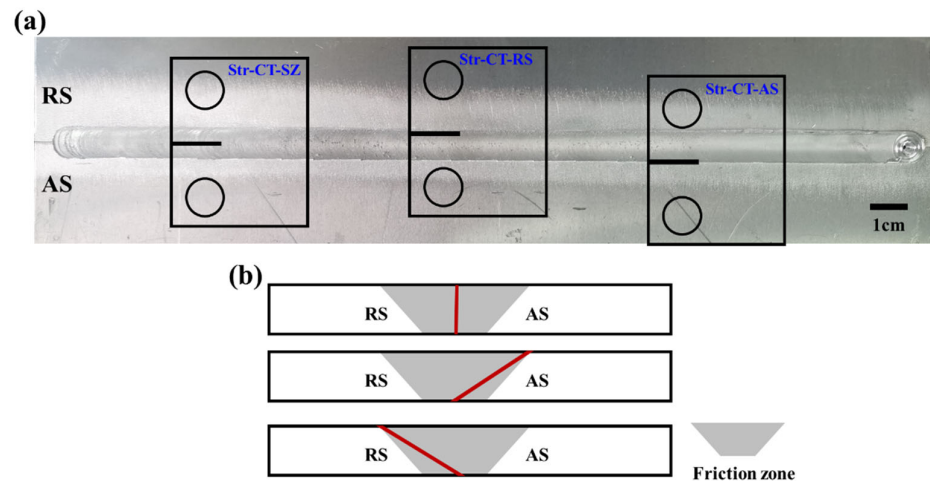 (a)
Str-CT-SZ
Str-CT-RS
Str-CT-AS
RS
AS
1cm
(b)
RS
AS
RS
AS
RS
AS
Friction zone